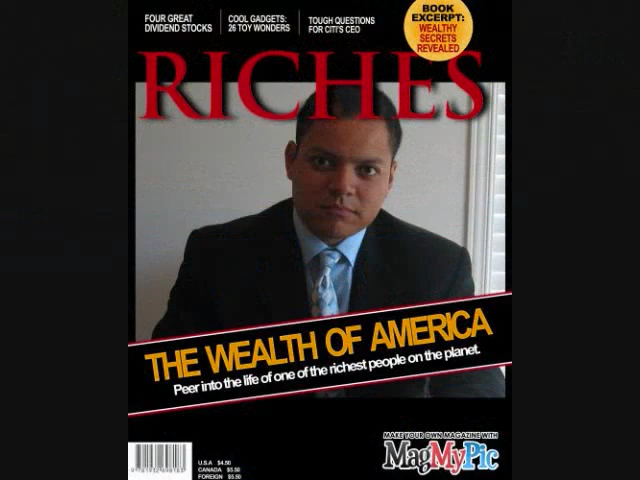 FOUR GREAT
DIVIDEND STOCKS
COOL GADGETS:
26 TOY WONDERS
TOUGH QUESTIONS
FOR CITI'S CEO
BOOK
EXCERPT:
WEALTHY
SECRETS
REVEALED
RICHES
THE WEALTH OF AMERICA
Peer into the life of one of the richest people on the planet.
U.S.A $4.50
CANADA $5.50
FOREIGN $5.50
MAKE YOUR OWN MAGAZINE WITH
MagMyPic